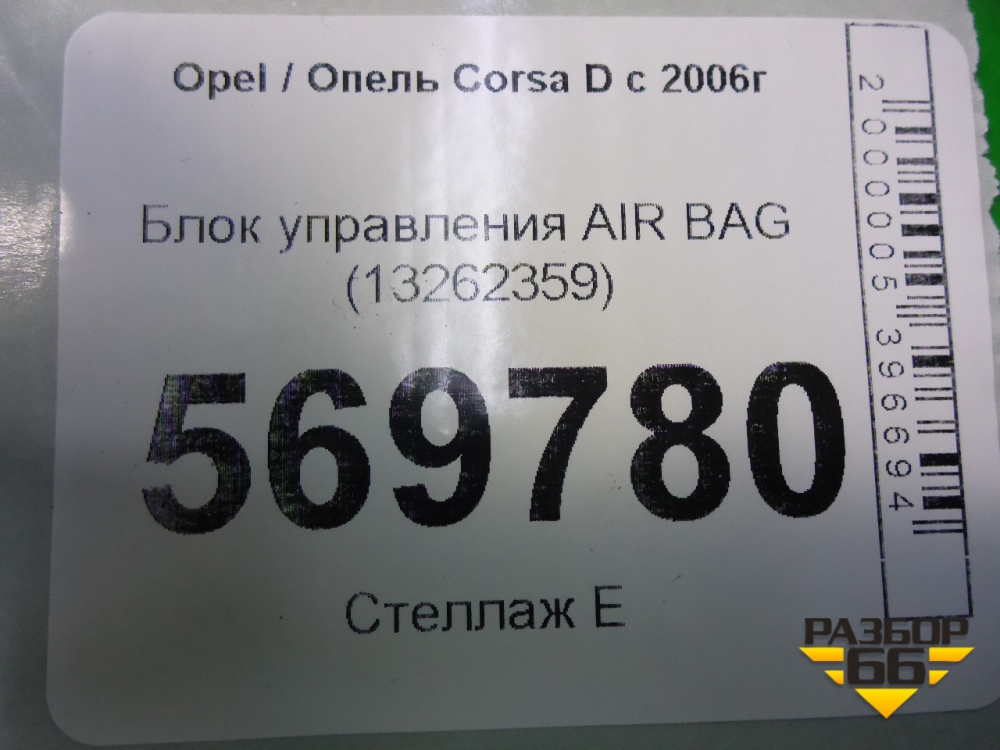 Opel / Опель Corsa D с 2006г
Блок управления AIR BAG
(13262359)
569780
Стеллаж Е
2000005396694
РАЗБОР
66